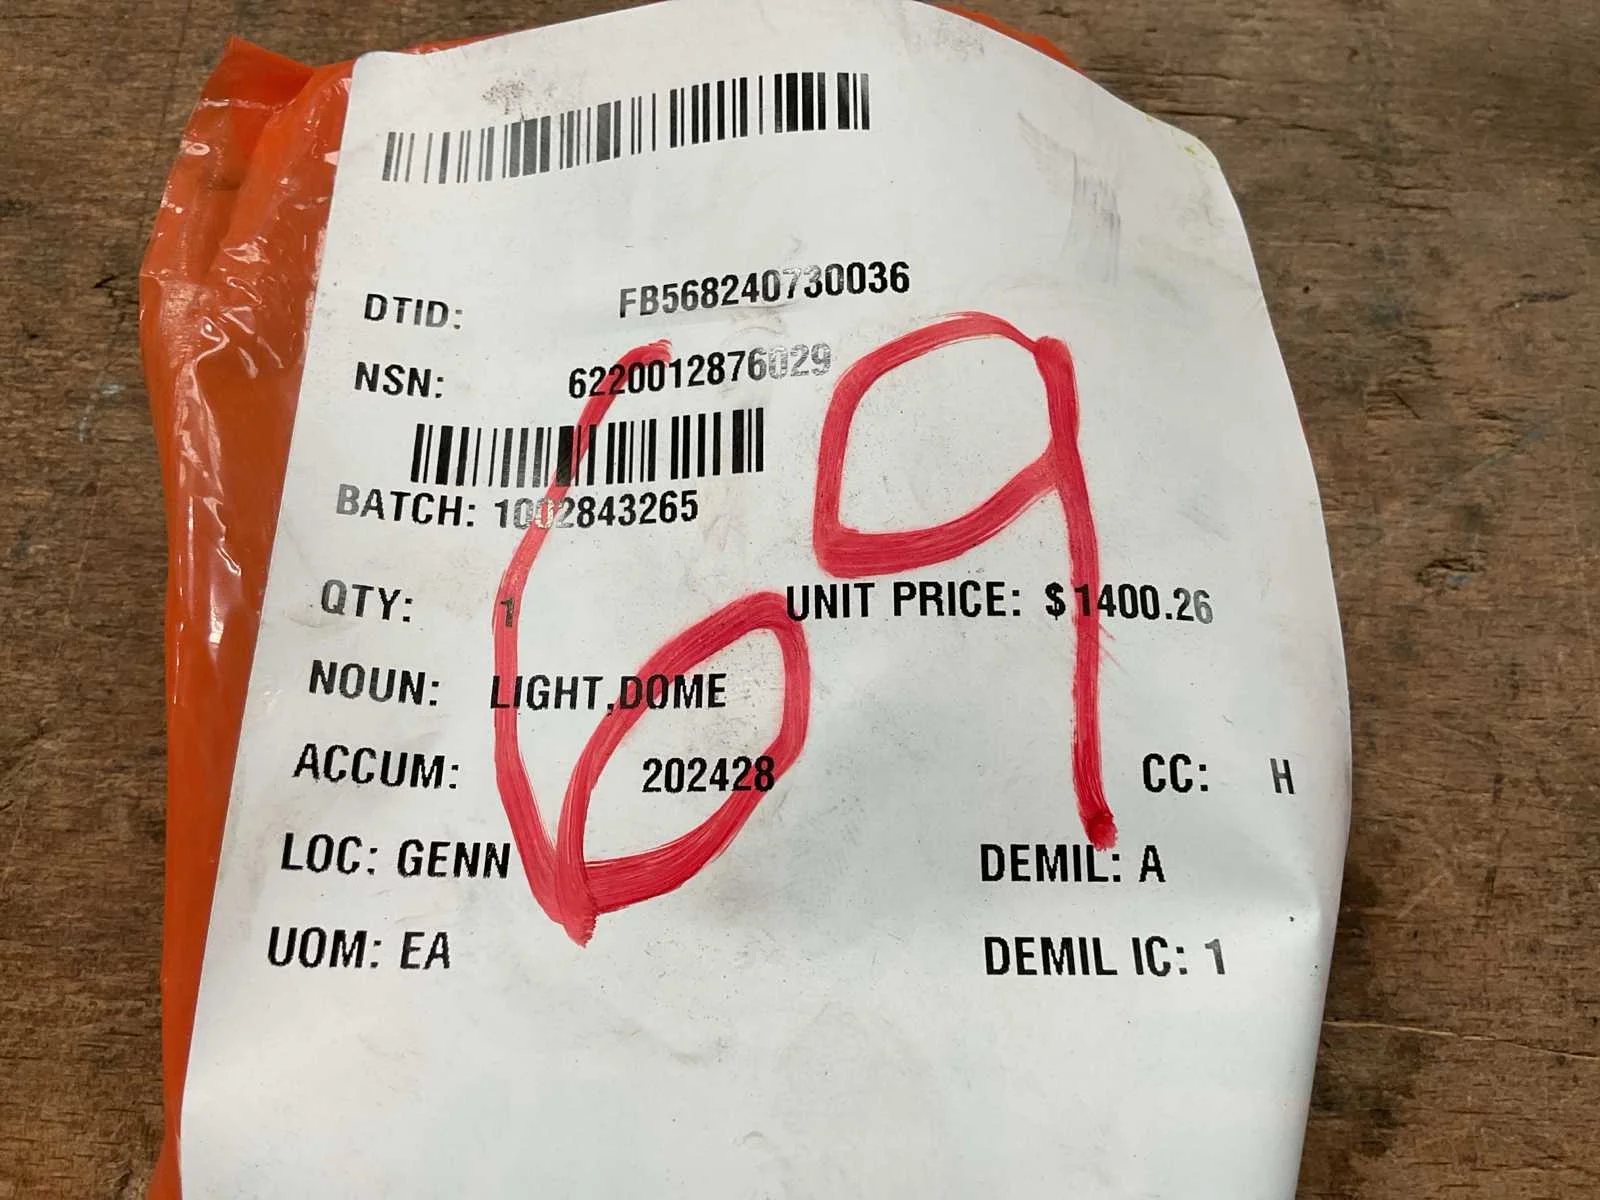 DTID: FB568240730036
NSN: 6220012876029
BATCH: 1002843265
QTY: 1 UNIT PRICE: $ 1400.26
NOUN: LIGHT,DOME
ACCUM: 202428 CC: H
LOC: GENN DEMIL: A
UOM: EA DEMIL IC: 1
69